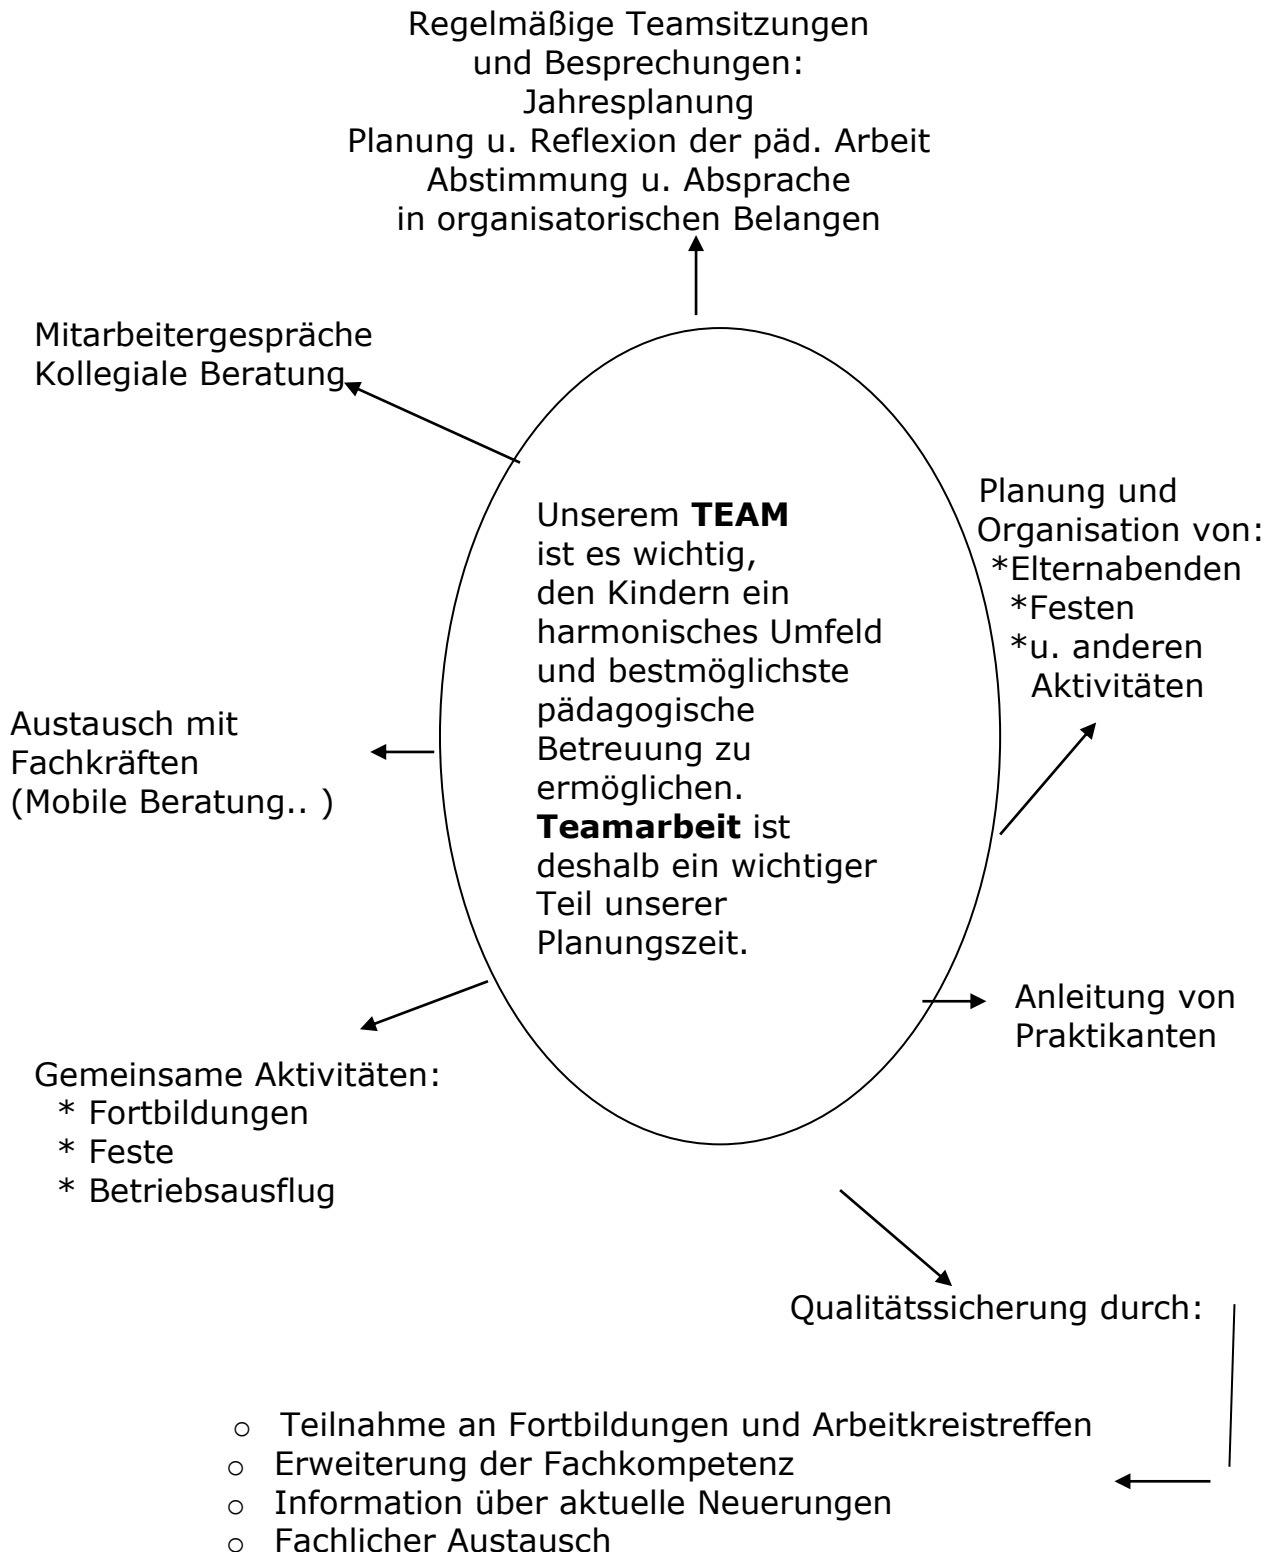 Regelmäßige Teamsitzungen
und Besprechungen:
Jahresplanung
Planung u. Reflexion der päd. Arbeit
Abstimmung u. Absprache
in organisatorischen Belangen
Mitarbeitergespräche
Kollegiale Beratung
Unserem TEAM
ist es wichtig,
den Kindern ein
harmonisches Umfeld
und bestmöglichste
pädagogische
Betreuung zu
ermöglichen.
Teamarbeit ist
deshalb ein wichtiger
Teil unserer
Planungszeit.
Planung und
Organisation von:
*Elternabenden
*Festen
*u. anderen
Aktivitäten
Austausch mit
Fachkräften
(Mobile Beratung.. )
Anleitung von
Praktikanten
Gemeinsame Aktivitäten:
* Fortbildungen
* Feste
* Betriebsausflug
Qualitätssicherung durch:
o Teilnahme an Fortbildungen und Arbeitkreistreffen
o Erweiterung der Fachkompetenz
o Information über aktuelle Neuerungen
o Fachlicher Austausch